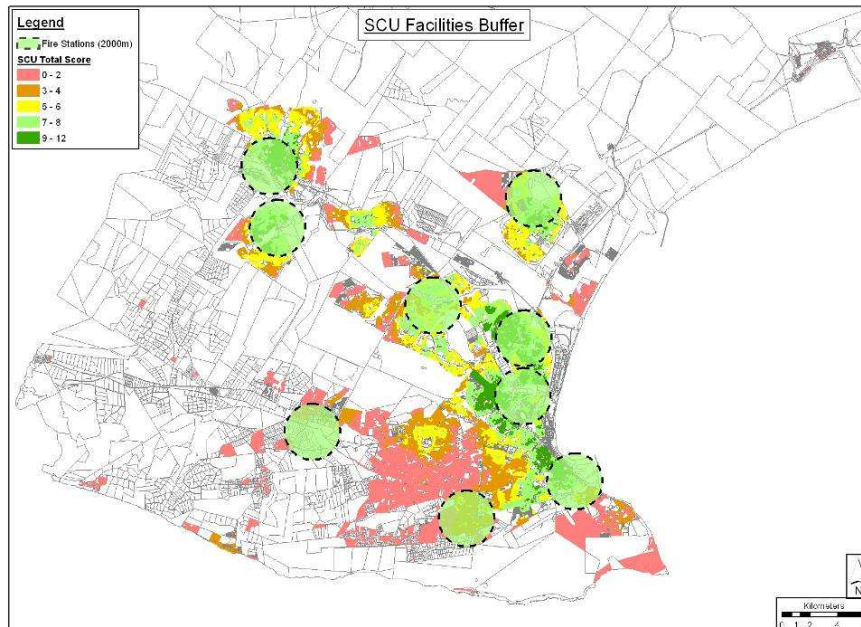 SCU Facilities Buffer
Legend
Fire Stations (2000m)
SCU Total Score
0 - 2
3 - 4
5 - 6
7 - 8
9 - 12
N
Kilometers
0 1 2 4